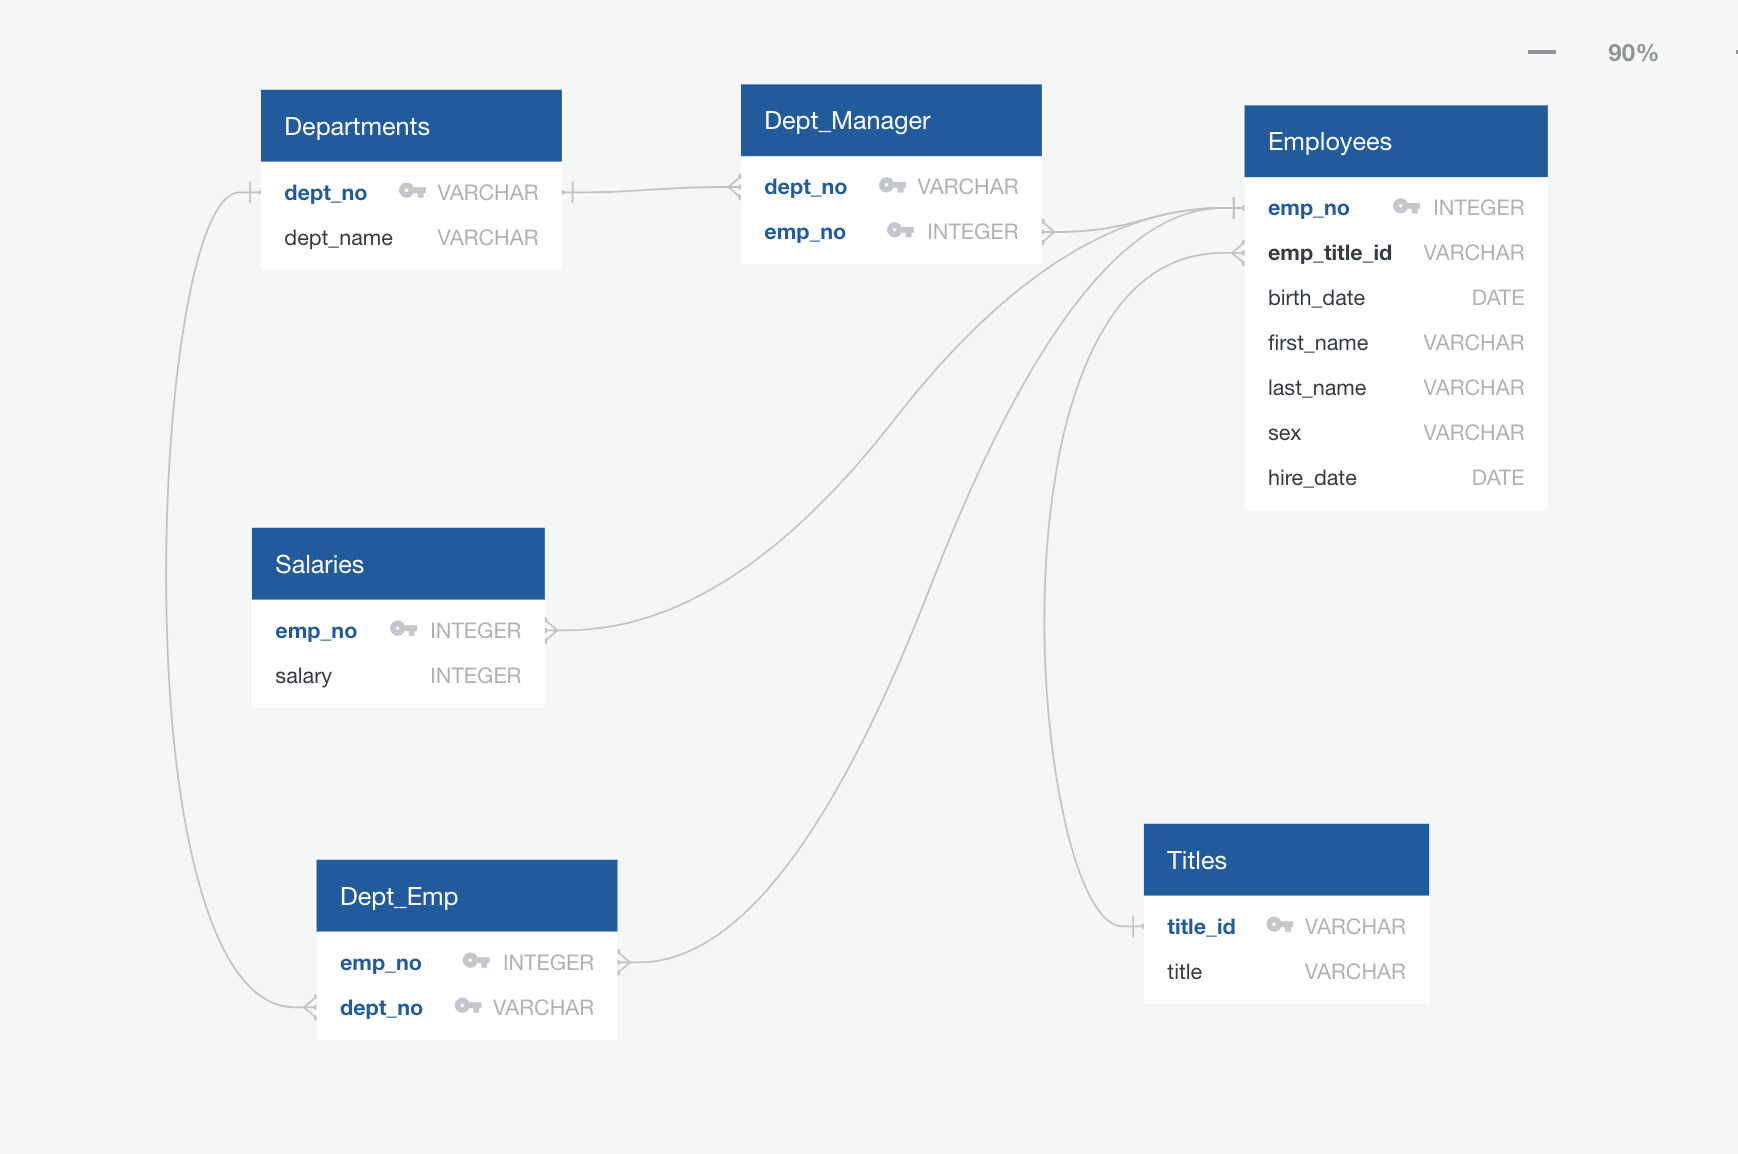 90%
Departments
dept_no VARCHAR
dept_name VARCHAR
Dept_Manager
dept_no VARCHAR
emp_no INTEGER
Employees
emp_no INTEGER
emp_title_id VARCHAR
birth_date DATE
first_name VARCHAR
last_name VARCHAR
sex VARCHAR
hire_date DATE
Salaries
emp_no INTEGER
salary INTEGER
Dept_Emp
emp_no INTEGER
dept_no VARCHAR
Titles
title_id VARCHAR
title VARCHAR